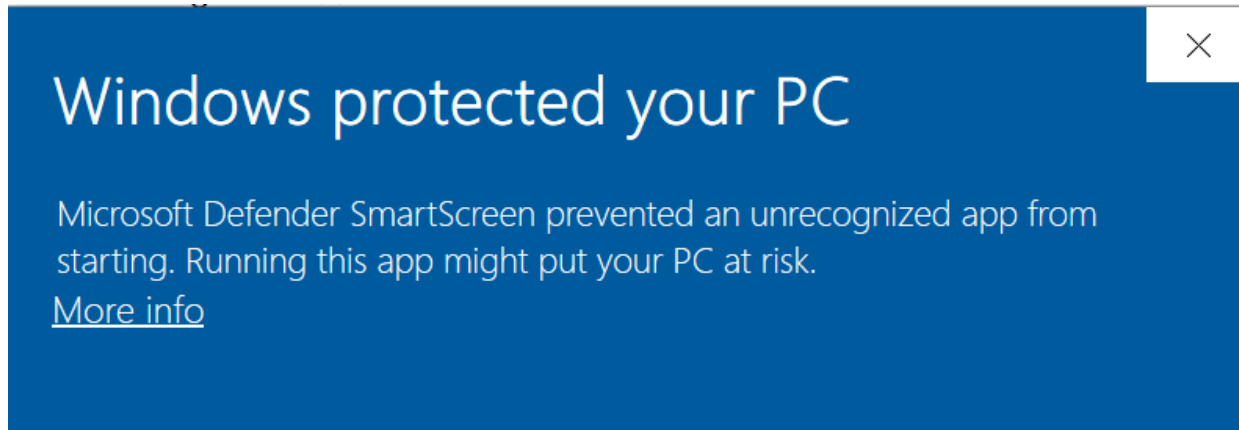 Windows protected your PC
Microsoft Defender SmartScreen prevented an unrecognized app from
starting. Running this app might put your PC at risk.
More info